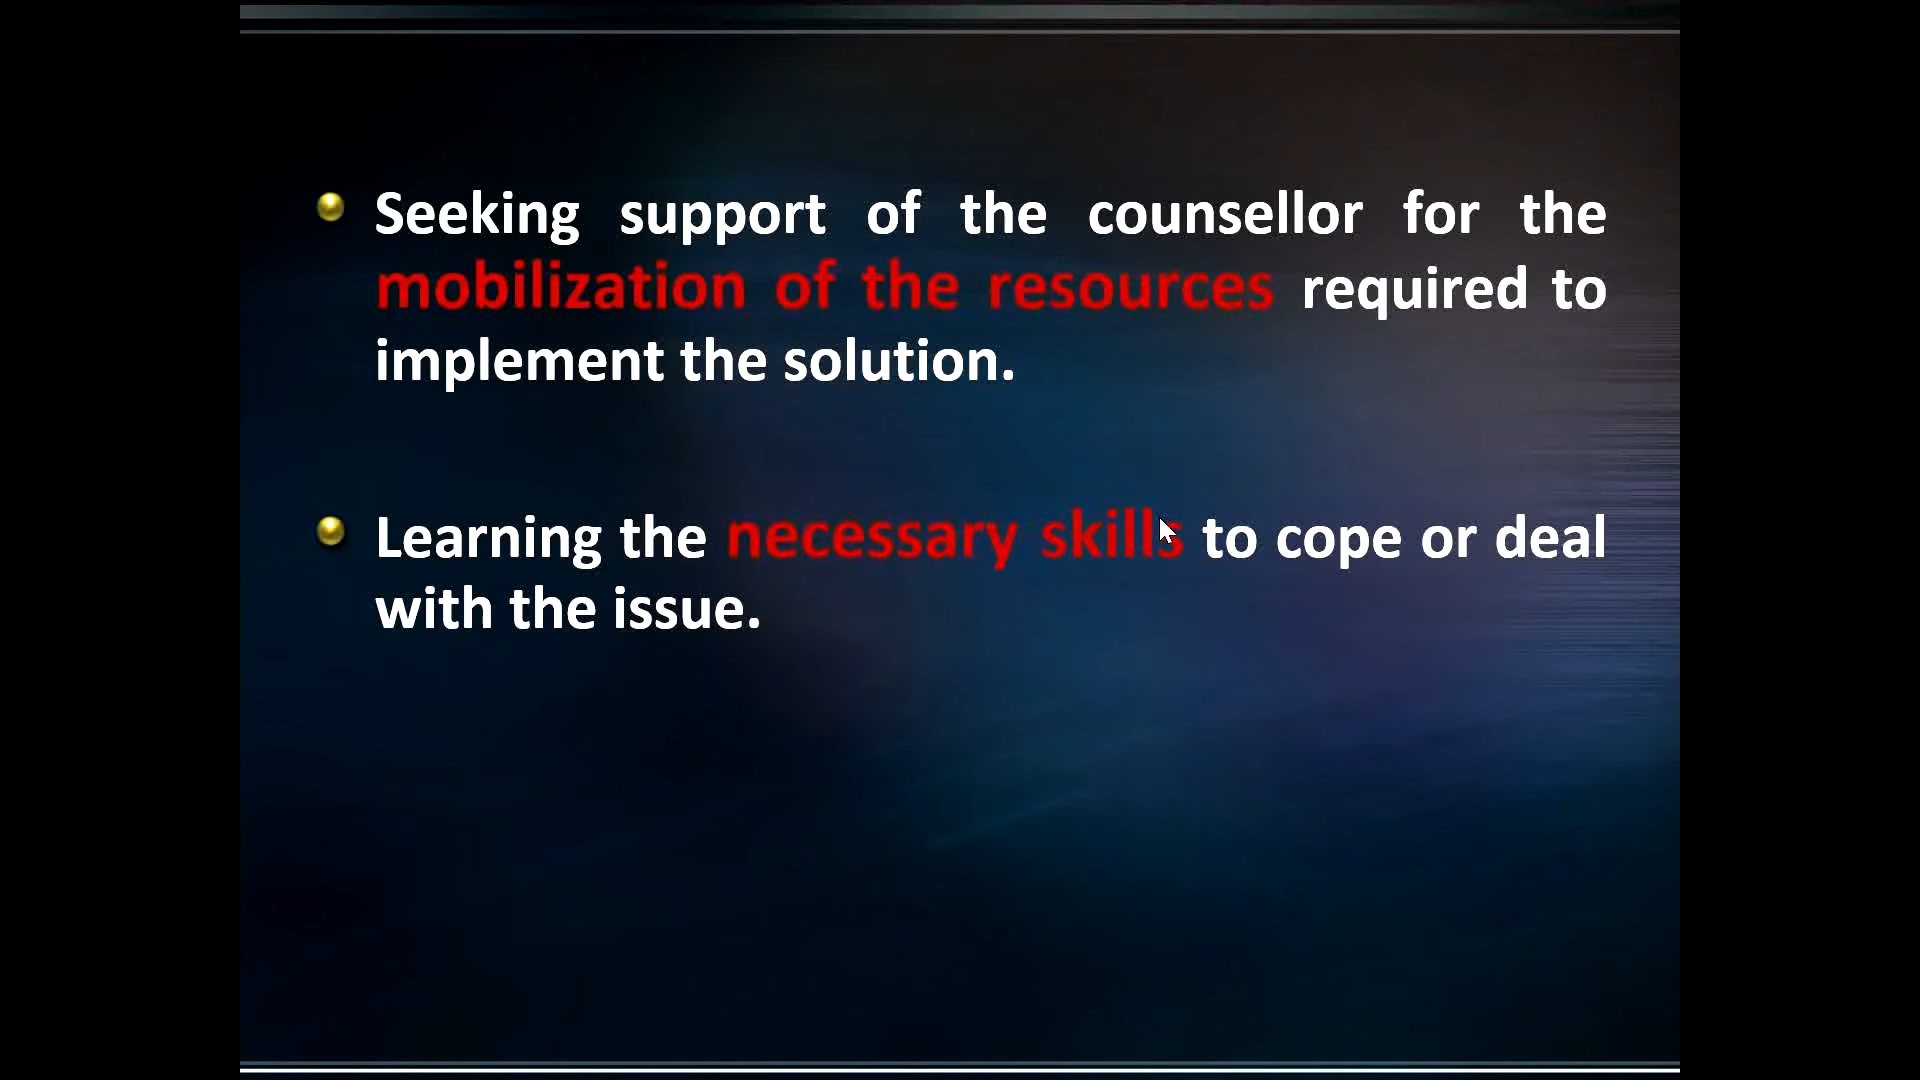 Seeking support of the counsellor for the
mobilization of the resources required to
implement the solution.
Learning the necessary skills to cope or deal
with the issue.